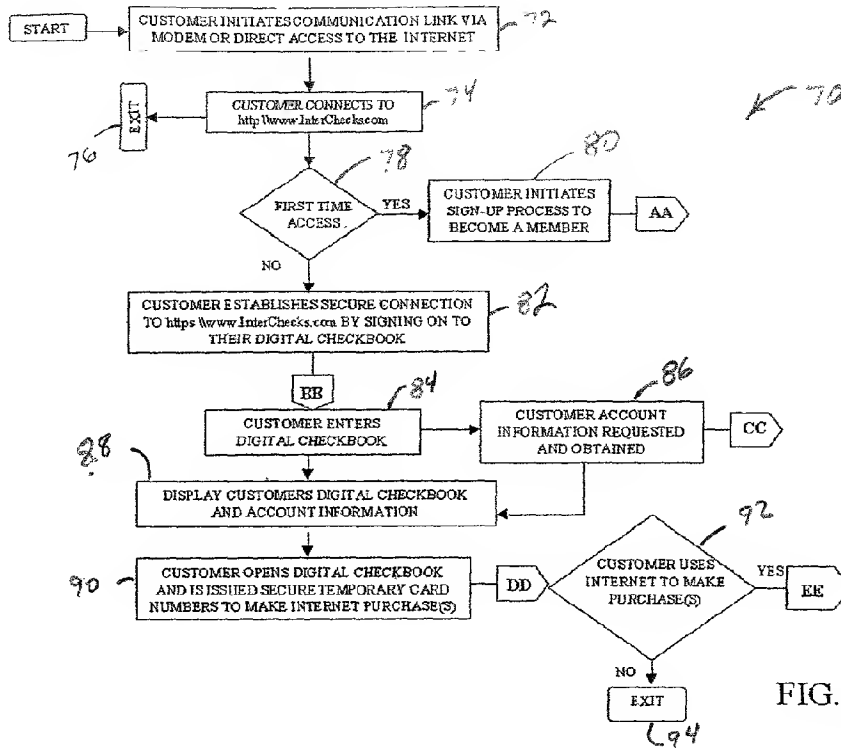 START
CUSTOMER INITIATES COMMUNICATION LINK VIA
MODEM OR DIRECT ACCESS TO THE INTERNET
72
EXIT
76
CUSTOMER CONNECTS TO
http\\www.InterChecks.com
74
70
78
FIRST TIME
ACCESS
YES
80
CUSTOMER INITIATES
SIGN-UP PROCESS TO
BECOME A MEMBER
AA
NO
CUSTOMER ESTABLISHES SECURE CONNECTION
TO https\\www.InterChecks.com BY SIGNING ON TO
THEIR DIGITAL CHECKBOOK
82
BB
84
CUSTOMER ENTERS
DIGITAL CHECKBOOK
86
CUSTOMER ACCOUNT
INFORMATION REQUESTED
AND OBTAINED
CC
88
DISPLAY CUSTOMERS DIGITAL CHECKBOOK
AND ACCOUNT INFORMATION
90
CUSTOMER OPENS DIGITAL CHECKBOOK
AND IS ISSUED SECURE TEMPORARY CARD
NUMBERS TO MAKE INTERNET PURCHASE(S)
DD
92
CUSTOMER USES
INTERNET TO MAKE
PURCHASE(S)
YES
EE
NO
EXIT
94
FIG.